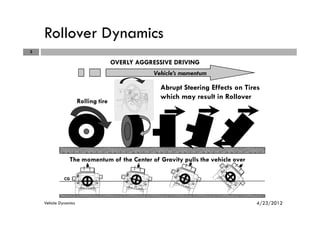 Rollover Dynamics
2
OVERLY AGGRESSIVE DRIVING
Vehicle's momentum
Abrupt Steering Effects on Tires
which may result in Rollover
Rolling tire
The momentum of the Center of Gravity pulls the vehicle over
CG
Vehicle Dynamics
4/23/2012